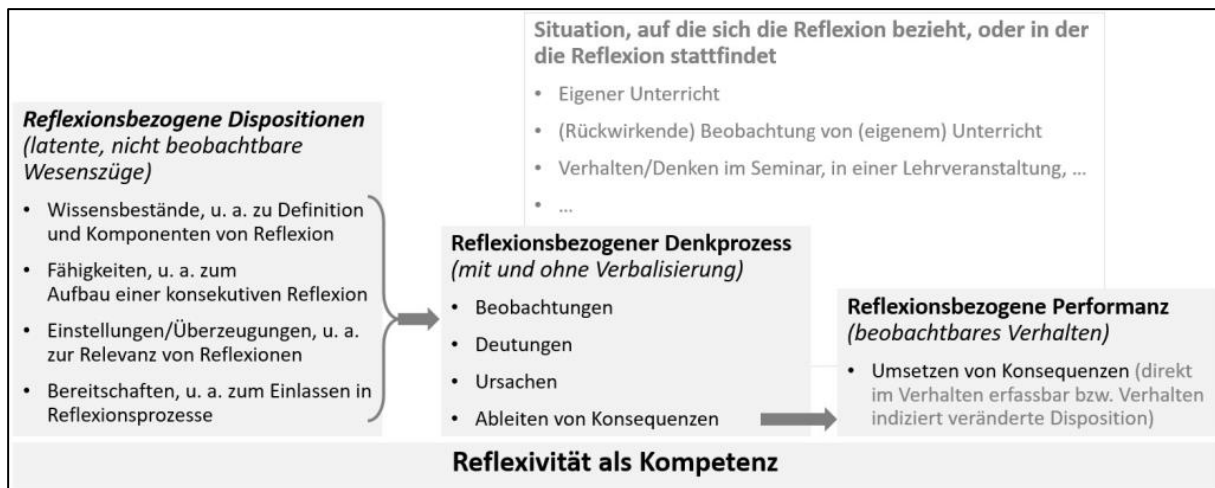 Situation, auf die sich die Reflexion bezieht, oder in der
die Reflexion stattfindet
• Eigener Unterricht
• (Rückwirkende) Beobachtung von (eigenem) Unterricht
• Verhalten/Denken im Seminar, in einer Lehrveranstaltung, ...
• ...
Reflexionsbezogene Dispositionen
(latente, nicht beobachtbare
Wesenszüge)
• Wissensbestände, u. a. zu Definition
und Komponenten von Reflexion
• Fähigkeiten, u. a. zum
Aufbau einer konsekutiven Reflexion
• Einstellungen/Überzeugungen, u. a.
zur Relevanz von Reflexionen
• Bereitschaften, u. a. zum Einlassen in
Reflexionsprozesse
Reflexionsbezogener Denkprozess
(mit und ohne Verbalisierung)
• Beobachtungen
• Deutungen
• Ursachen
• Ableiten von Konsequenzen
Reflexionsbezogene Performanz
(beobachtbares Verhalten)
• Umsetzen von Konsequenzen (direkt
im Verhalten erfassbar bzw. Verhalten
indiziert veränderte Disposition)
Reflexivität als Kompetenz